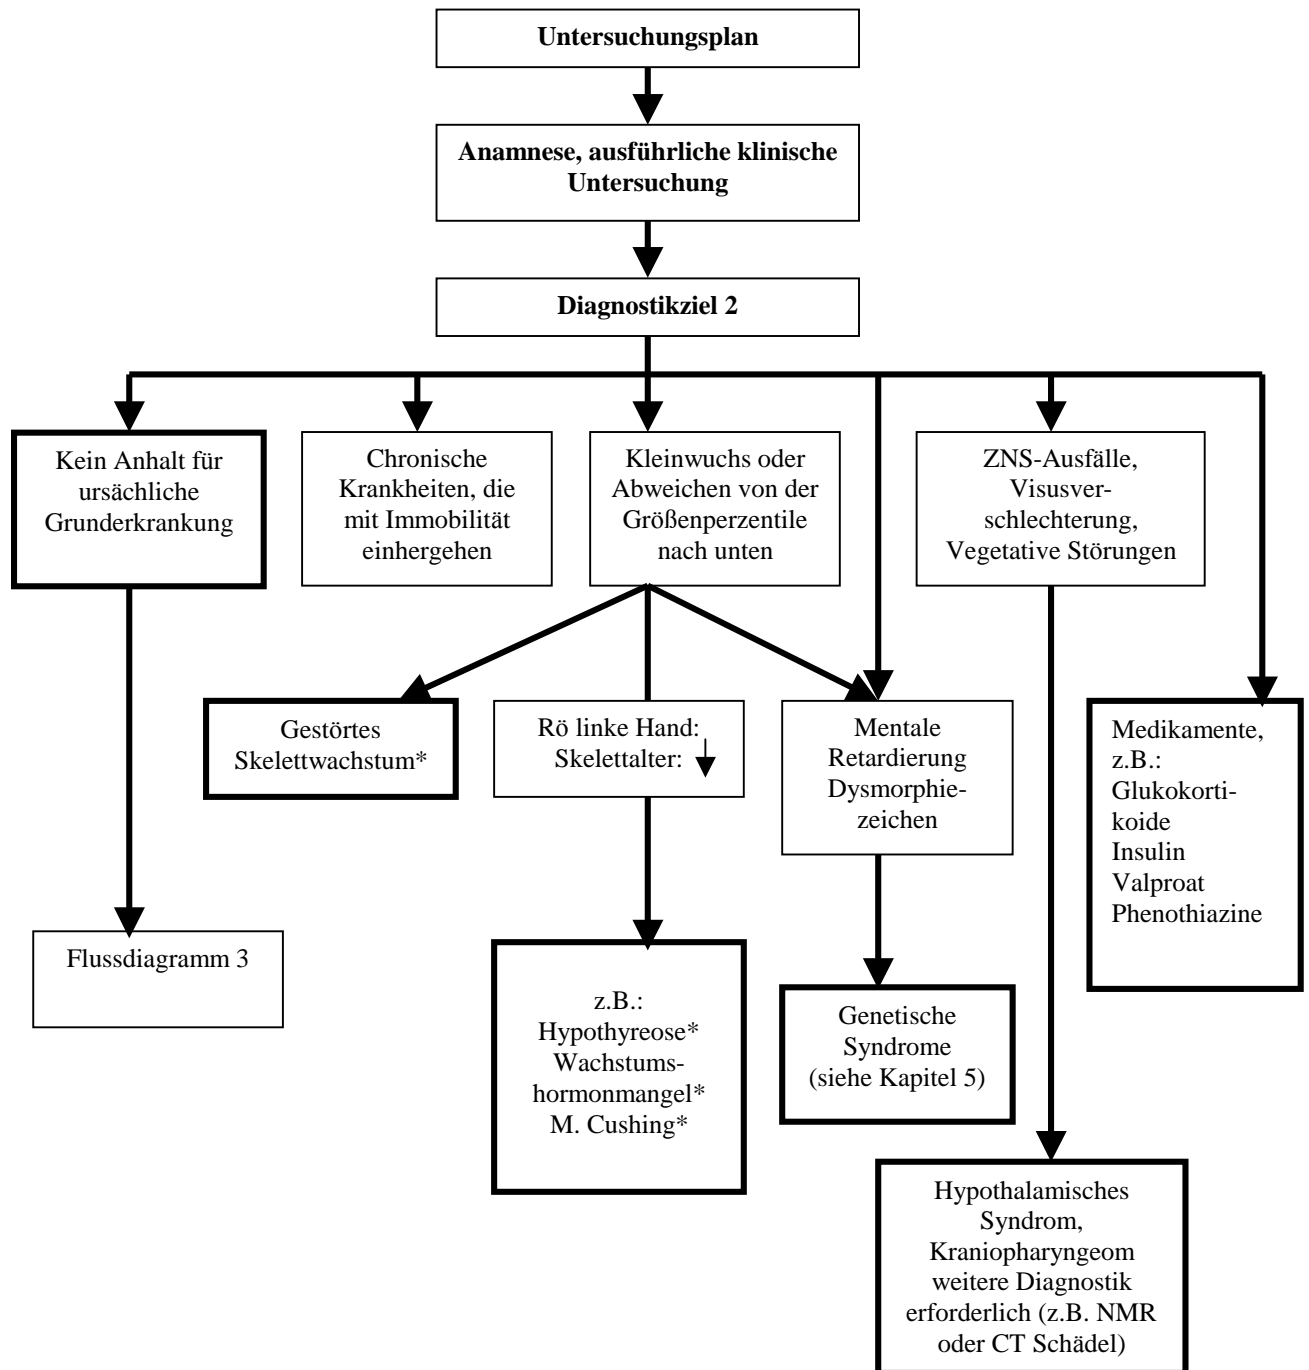 Untersuchungsplan
Anamnese, ausführliche klinische
Untersuchung
Diagnostikziel 2
Kein Anhalt für
ursächliche
Grunderkrankung
Chronische
Krankheiten, die
mit Immobilität
einhergehen
Kleinwuchs oder
Abweichen von der
Größenperzentile
nach unten
ZNS-Ausfälle,
Visusver-
schlechterung,
Vegetative Störungen
Gestörtes
Skelettwachstum*
Rö linke Hand:
Skelettalter:
Mentale
Retardierung
Dysmorphie-
zeichen
Medikamente,
z.B.:
Glukokorti-
koide
Insulin
Valproat
Phenothiazine
Flussdiagramm 3
z.B.:
Hypothyreose*
Wachstums-
hormonmangel*
M. Cushing*
Genetische
Syndrome
(siehe Kapitel 5)
Hypothalamisches
Syndrom,
Kraniopharyngeom
weitere Diagnostik
erforderlich (z.B. NMR
oder CT Schädel)